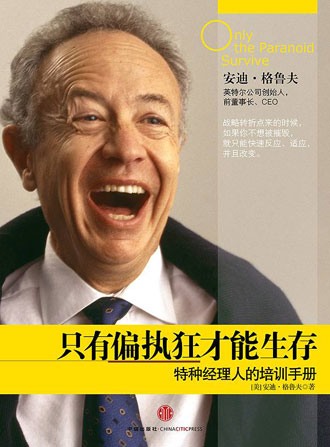 Only
the Paranoid
Survive
安迪·格鲁夫
英特尔公司创始人，
前董事长、CEO
战略转折点来的时候，
如果你不想被摧毁，
就只能快速反应、适应，
并且改变。
只有偏执狂才能生存
特种经理人的培训手册
[美]安迪·格鲁夫◎著
中信出版社·CHINACITICPRESS